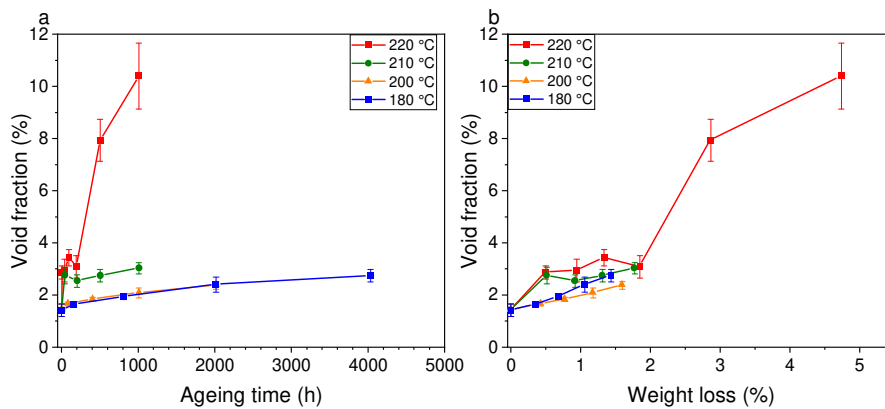 a
Void fraction (%)
12
10
8
6
4
2
0
0 1000 2000 3000 4000 5000
Ageing time (h)
220 °C
210 °C
200 °C
180 °C
b
Void fraction (%)
12
10
8
6
4
2
0
0 1 2 3 4 5
Weight loss (%)
220 °C
210 °C
200 °C
180 °C